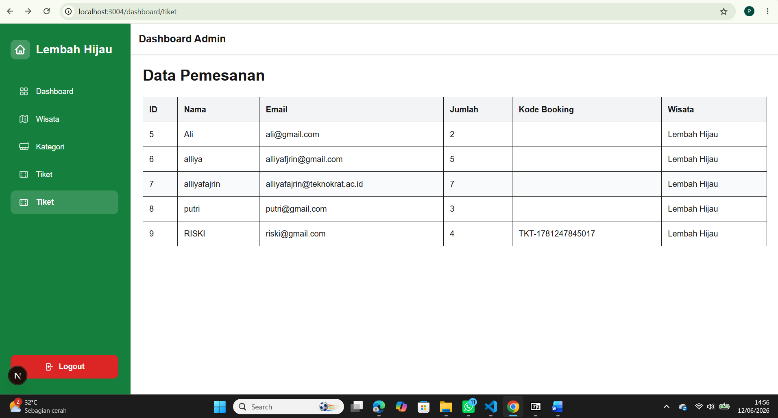 localhost:3004/dashboard/tiket
P
Lembah Hijau
Dashboard Admin
Dashboard
Wisata
Kategori
Tiket
Tiket
Logout
N
Data Pemesanan
ID Nama Email Jumlah Kode Booking Wisata
5 Ali ali@gmail.com 2 Lembah Hijau
6 alliya alliyafjrin@gmail.com 5 Lembah Hijau
7 alliyafajrin alliyafajrin@teknokrat.ac.id 7 Lembah Hijau
8 putri putri@gmail.com 3 Lembah Hijau
9 RISKI riski@gmail.com 4 TKT-1781247845017 Lembah Hijau
2
32°C
Sebagian cerah
Search
14:56
12/06/2026